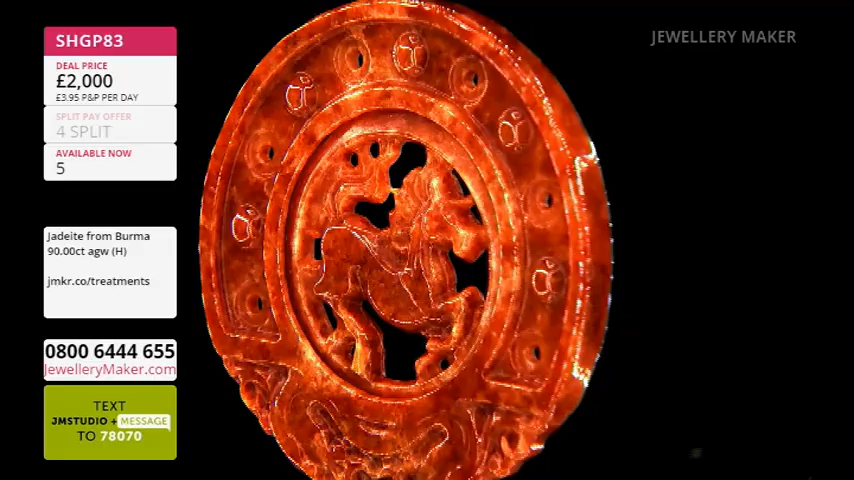 SHGP83
DEAL PRICE
£2,000
£3.95 P&P PER DAY
SPLIT PAY OFFER
4 SPLIT
AVAILABLE NOW
5
Jadeite from Burma
90.00ct agw (H)
jmkr.co/treatments
0800 6444 655
JewelleryMaker.com
TEXT
JMSTUDIO + MESSAGE
TO 78070
JEWELLERY MAKER